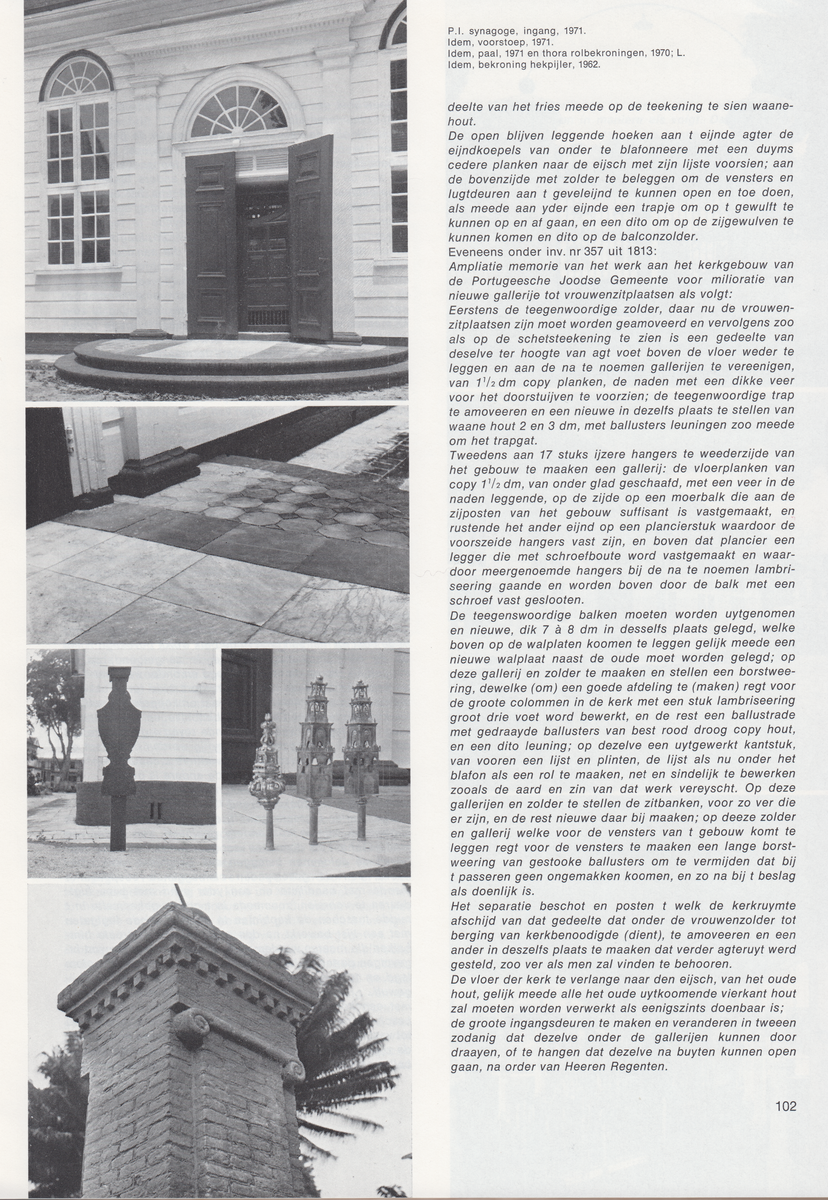 P.I. synagoge, ingang, 1971.
Idem, voorstoep, 1971.
Idem, paal, 1971 en thora rolbekroningen, 1970; L.
Idem, bekroning hekpijler, 1962.
deelte van het fries meede op de teekening te sien waane-
hout.
De open blijven leggende hoeken aan t eijnde agter de
eijndkoepels van onder te blafonneere met een duyms
cedere planken naar de eijsch met zijn lijste voorsien; aan
de bovenzijde met zolder te beleggen om de vensters en
lugtdeuren aan t geveleijnd te kunnen open en toe doen,
als meede aan yder eijnde een trapje om op t gewulft te
kunnen op en af gaan, en een dito om op de zijgewulven te
kunnen komen en dito op de balconzolder.
Eveneens onder inv. nr 357 uit 1813:
Ampliatie memorie van het werk aan het kerkgebouw van
de Portugeesche Joodse Gemeente voor milioratie van
nieuwe gallerije tot vrouwenzitplaatsen als volgt:
Eerstens de teegenwoordige zolder, daar nu de vrouwen-
zitplaatsen zijn moet worden geamoveerd en vervolgens zoo
als op de schetsteekening te zien is een gedeelte van
deselve ter hoogte van agt voet boven de vloer weder te
leggen en aan de na te noemen gallerijen te vereenigen,
van 1¹/₂ dm copy planken, de naden met een dikke veer
voor het doorstuijven te voorzien; de teegenwoordige trap
te amoveeren en een nieuwe in dezelfs plaats te stellen van
waane hout 2 en 3 dm, met ballusters leuningen zoo meede
om het trapgat.
Tweedens aan 17 stuks ijzere hangers te weederzijde van
het gebouw te maaken een gallerij: de vloerplanken van
copy 1¹/₂ dm, van onder glad geschaafd, met een veer in de
naden leggende, op de zijde op een moerbalk die aan de
zijposten van het gebouw suffisant is vastgemaakt, en
rustende het ander eijnd op een plancierstuk waardoor de
voorszeide hangers vast zijn, en boven dat plancier een
legger die met schroefboute word vastgemaakt en waar-
door meergenoemde hangers bij de na te noemen lambri-
seering gaande en worden boven door de balk met een
schroef vast geslooten.
De teegenswoordige balken moeten worden uytgenomen
en nieuwe, dik 7 à 8 dm in desselfs plaats gelegd, welke
boven op de walplaten koomen te leggen gelijk meede een
nieuwe walplaat naast de oude moet worden gelegd; op
deze gallerij en zolder te maaken en stellen een borstwee-
ring, dewelke (om) een goede afdeling te (maken) regt voor
de groote colommen in de kerk met een stuk lambriseering
groot drie voet word bewerkt, en de rest een ballustrade
met gedraayde ballusters van best rood droog copy hout,
en een dito leuning; op dezelve een uytgewerkt kantstuk,
van vooren een lijst en plinten, de lijst als nu onder het
blafon als een rol te maaken, net en sindelijk te bewerken
zooals de aard en zin van dat werk vereyscht. Op deze
gallerijen en zolder te stellen de zitbanken, voor zo ver die
er zijn, en de rest nieuwe daar bij maaken; op deeze zolder
en gallerij welke voor de vensters van t gebouw komt te
leggen regt voor de vensters te maaken een lange borst-
weering van gestooke ballusters om te vermijden dat bij
t passeren geen ongemakken koomen, en zo na bij t beslag
als doenlijk is.
Het separatie beschot en posten t welk de kerkruymte
afschijd van dat gedeelte dat onder de vrouwenzolder tot
berging van kerkbenoodigde (dient), te amoveeren en een
ander in deszelfs plaats te maaken dat verder agteruyt werd
gesteld, zoo ver als men zal vinden te behooren.
De vloer der kerk te verlange naar den eijsch, van het oude
hout, gelijk meede alle het oude uytkoomende vierkant hout
zal moeten worden verwerkt als eenigszints doenbaar is;
de groote ingangsdeuren te maken en veranderen in tweeen
zodanig dat dezelve onder de gallerijen kunnen door
draayen, of te hangen dat dezelve na buyten kunnen open
gaan, na order van Heeren Regenten.
102